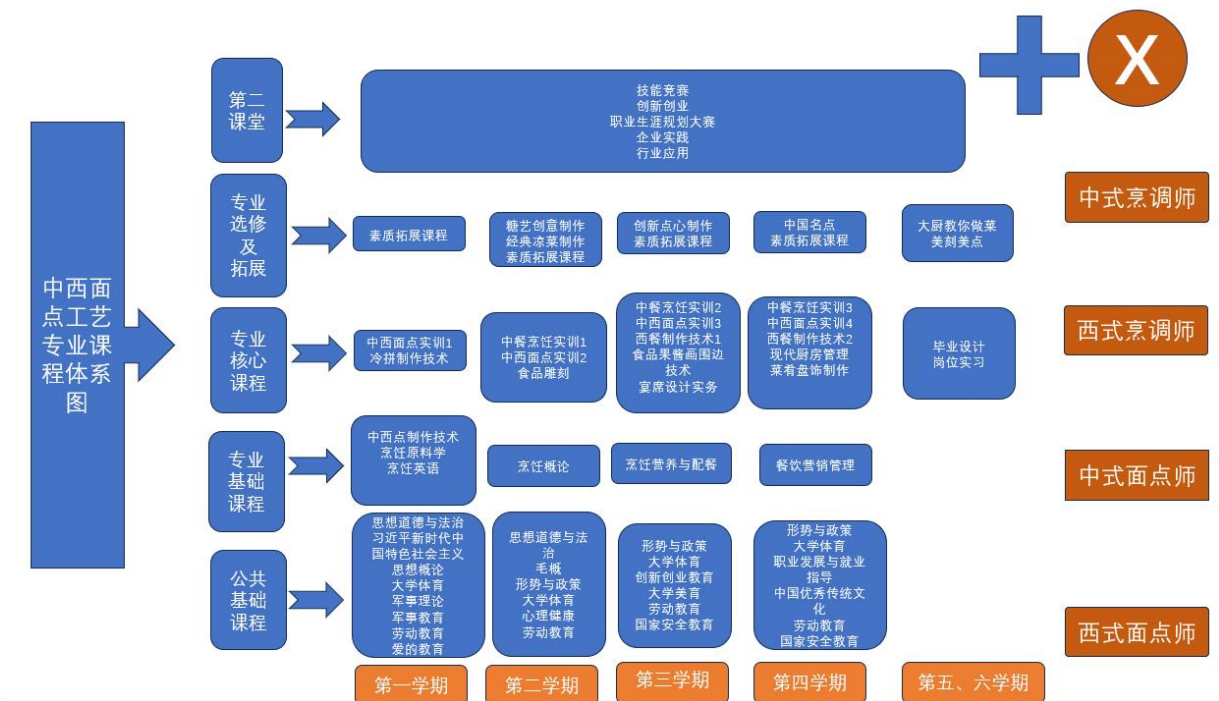 X
第二
课堂
技能竞赛
创新创业
职业生涯规划大赛
企业实践
行业应用
中式烹调师
专业
选修
及
拓展
素质拓展课程
糖艺创意制作
经典凉菜制作
素质拓展课程
创新点心制作
素质拓展课程
中国名点
素质拓展课程
大厨教你做菜
美刻美点
中西面
点工艺
专业课
程体系
图
西式烹调师
专业
核心
课程
中西面点实训1
冷拼制作技术
中餐烹饪实训1
中西面点实训2
食品雕刻
中餐烹饪实训2
中西面点实训3
西餐制作技术1
食品果酱画围边
技术
宴席设计实务
中餐烹饪实训3
中西面点实训4
西餐制作技术2
现代厨房管理
菜肴盘饰制作
毕业设计
岗位实习
专业
基础
课程
中西点制作技术
烹饪原料学
烹饪英语
烹饪概论
烹饪营养与配餐
餐饮营销管理
中式面点师
公共
基础
课程
思想道德与法治
习近平新时代中
国特色社会主义
思想概论
大学体育
军事理论
军事教育
劳动教育
爱的教育
思想道德与法
治
毛概
形势与政策
大学体育
心理健康
劳动教育
形势与政策
大学体育
创新创业教育
大学美育
劳动教育
国家安全教育
形势与政策
大学体育
职业发展与就业
指导
中国优秀传统文
化
劳动教育
国家安全教育
西式面点师
第一学期
第二学期
第三学期
第四学期
第五、六学期